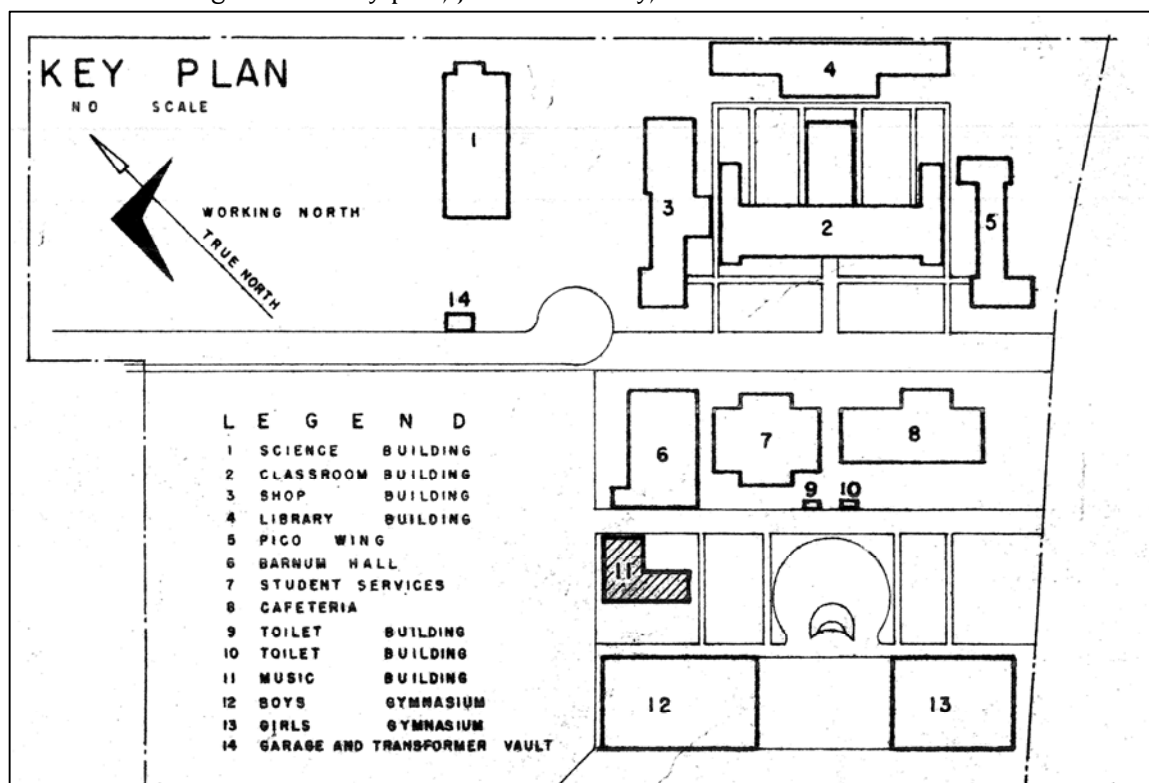 KEY PLAN
NO SCALE
WORKING NORTH
TRUE NORTH
1
2
3
4
5
14
6
7
8
9 10
11
12
13
LEGEND
1 SCIENCE BUILDING
2 CLASSROOM BUILDING
3 SHOP BUILDING
4 LIBRARY BUILDING
5 PICO WING
6 BARNUM HALL
7 STUDENT SERVICES
8 CAFETERIA
9 TOILET BUILDING
10 TOILET BUILDING
11 MUSIC BUILDING
12 BOYS GYMNASIUM
13 GIRLS GYMNASIUM
14 GARAGE AND TRANSFORMER VAULT